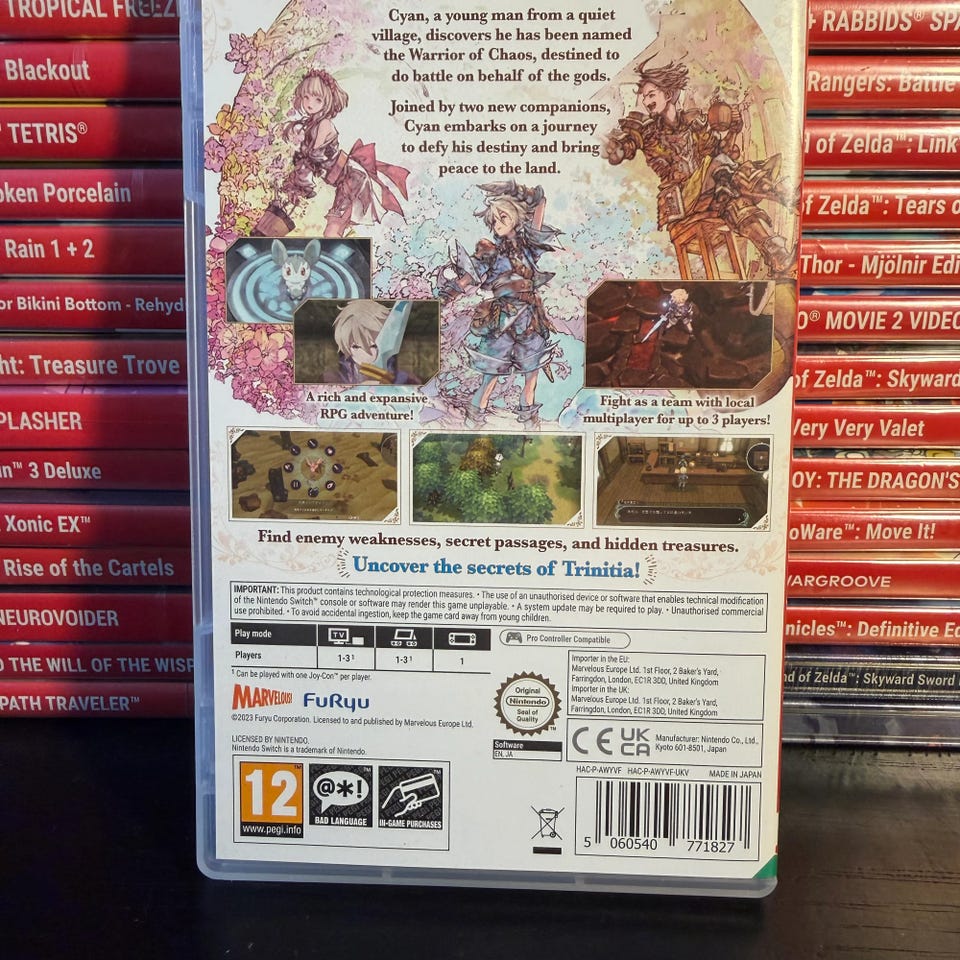 TROPICAL FREEZ
Blackout
TETRIS®
oken Porcelain
Rain 1 + 2
or Bikini Bottom - Rehyd
ht: Treasure Trove
PLASHER
n™ 3 Deluxe
Xonic EX™
Rise of the Cartels
NEUROVOIDER
D THE WILL OF THE WISP
PATH TRAVELER™
Cyan, a young man from a quiet
village, discovers he has been named
the Warrior of Chaos, destined to
do battle on behalf of the gods.
Joined by two new companions,
Cyan embarks on a journey
to defy his destiny and bring
peace to the land.
A rich and expansive
RPG adventure!
Fight as a team with local
multiplayer for up to 3 players!
Find enemy weaknesses, secret passages, and hidden treasures.
Uncover the secrets of Trinitia!
IMPORTANT: This product contains technological protection measures. • The use of an unauthorised device or software that enables technical modification
of the Nintendo Switch™ console or software may render this game unplayable. • A system update may be required to play. • Unauthorised commercial
use prohibited. • To avoid accidental ingestion, keep the game card away from young children.
Play mode TV
Pro Controller Compatible
Players 1-3¹ 1-3¹ 1
¹ Can be played with one Joy-Con™ per player.
MARVELOUS! FURYU
©2023 Furyu Corporation. Licensed to and published by Marvelous Europe Ltd.
LICENSED BY NINTENDO.
Nintendo Switch is a trademark of Nintendo.
Original
Nintendo
Seal of
Quality
TM
Software
EN, JA
Importer in the EU:
Marvelous Europe Ltd. 1st Floor, 2 Baker's Yard,
Farringdon, London, EC1R 3DD, United Kingdom
Importer in the UK:
Marvelous Europe Ltd. 1st Floor, 2 Baker's Yard,
Farringdon, London, EC1R 3DD, United Kingdom
CE UK
CA
Manufacturer: Nintendo Co., Ltd.,
Kyoto 601-8501, Japan
HAC-P-AWYVF HAC-P-AWYVF-UKV MADE IN JAPAN
12
www.pegi.info
@*!
BAD LANGUAGE
IN-GAME PURCHASES
5 060540 771827
+ RABBIDS® SPA
Rangers: Battle
d of Zelda™: Link
f Zelda™: Tears o
Thor - Mjölnir Edi
O® MOVIE 2 VIDEO
of Zelda™: Skyward
Very Very Valet
OY: THE DRAGON'S
oWare™: Move It!
WARGROOVE
nicles™: Definitive Ed
nd of Zelda™: Skyward Sword